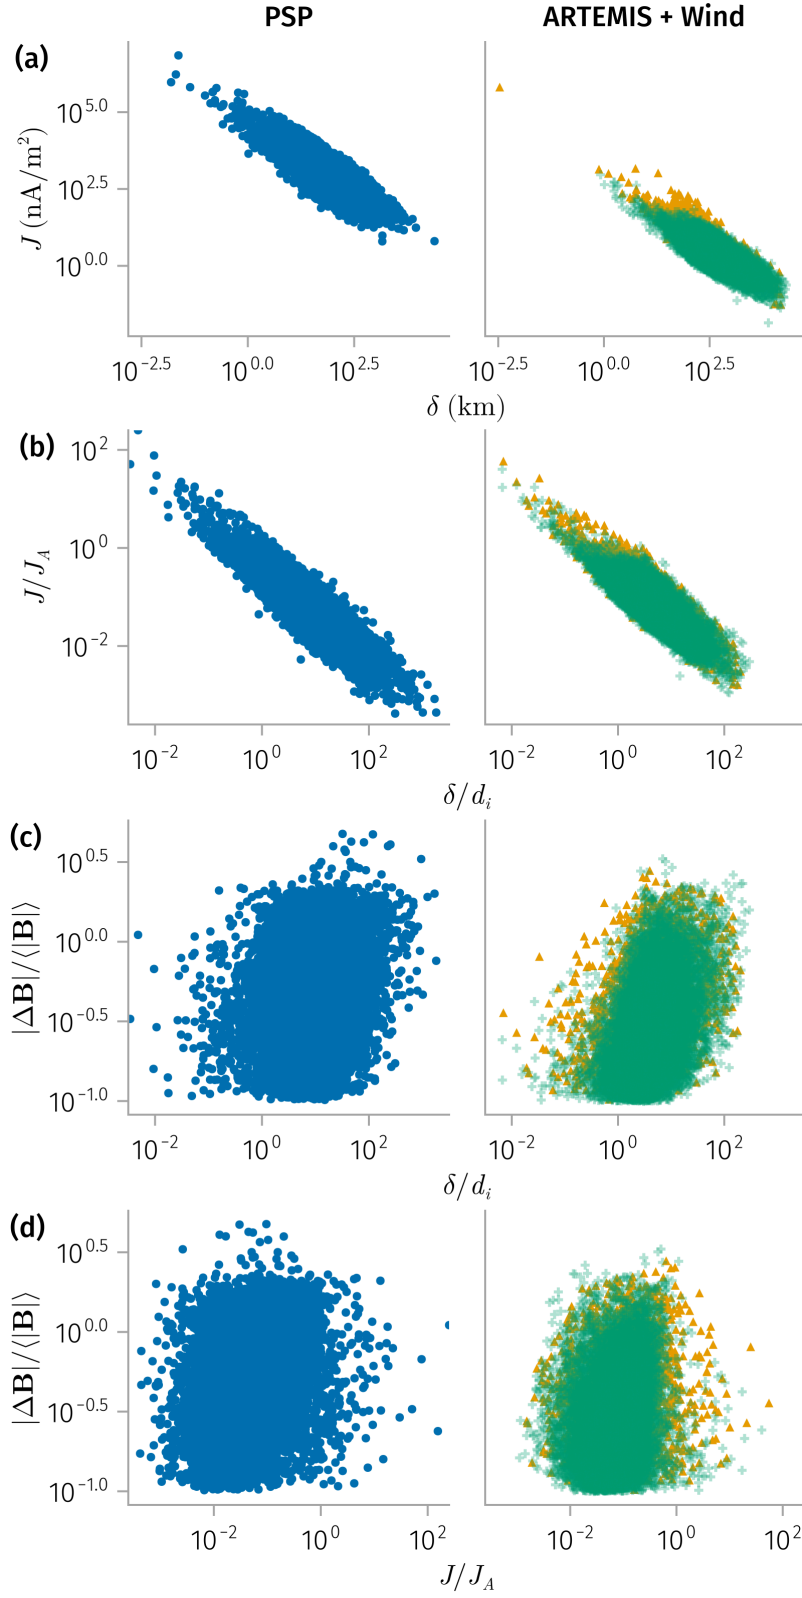 PSP ARTEMIS + Wind
(a)
J (nA/m²)
10^5.0
10^2.5
10^0.0
10^−2.5 10^0.0 10^2.5 10^−2.5 10^0.0 10^2.5
δ (km)
(b)
J/J_A
10^2
10^0
10^−2
10^−2 10^0 10^2 10^−2 10^0 10^2
δ/d_i
(c)
|ΔB|/⟨|B|⟩
10^0.5
10^0.0
10^−0.5
10^−1.0
10^−2 10^0 10^2 10^−2 10^0 10^2
δ/d_i
(d)
|ΔB|/⟨|B|⟩
10^0.5
10^0.0
10^−0.5
10^−1.0
10^−2 10^0 10^2 10^−2 10^0 10^2
J/J_A